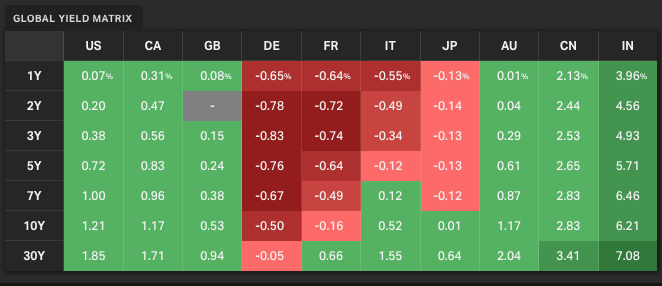 GLOBAL YIELD MATRIX
US CA GB DE FR IT JP AU CN IN
1Y 0.07% 0.31% 0.08% -0.65% -0.64% -0.55% -0.13% 0.01% 2.13% 3.96%
2Y 0.20 0.47 - -0.78 -0.72 -0.49 -0.14 0.04 2.44 4.56
3Y 0.38 0.56 0.15 -0.83 -0.74 -0.34 -0.13 0.29 2.53 4.93
5Y 0.72 0.83 0.24 -0.76 -0.64 -0.12 -0.13 0.61 2.65 5.71
7Y 1.00 0.96 0.38 -0.67 -0.49 0.12 -0.12 0.87 2.83 6.46
10Y 1.21 1.17 0.53 -0.50 -0.16 0.52 0.01 1.17 2.83 6.21
30Y 1.85 1.71 0.94 -0.05 0.66 1.55 0.64 2.04 3.41 7.08